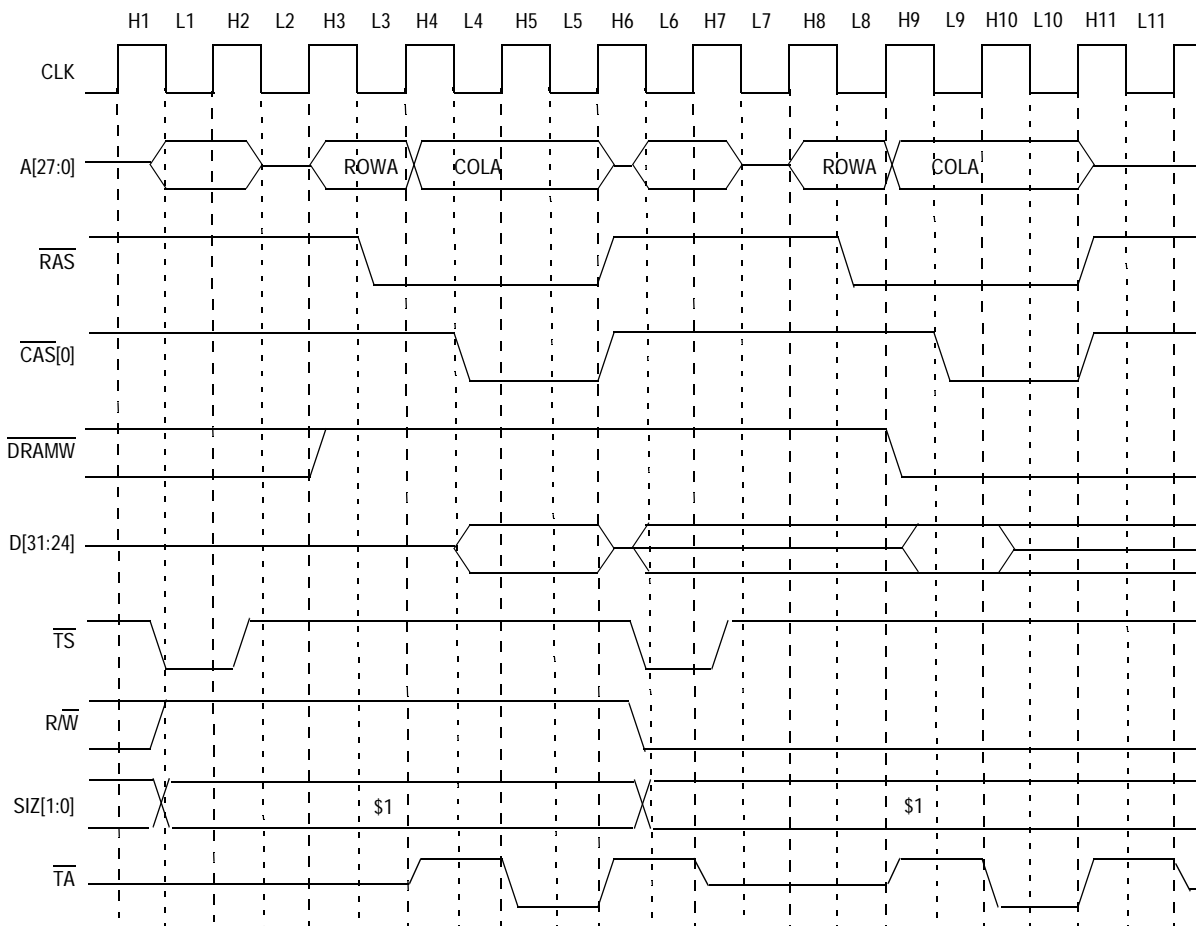 H1 L1 H2 L2 H3 L3 H4 L4 H5 L5 H6 L6 H7 L7 H8 L8 H9 L9 H10 L10 H11 L11
CLK
A[27:0] ROWA COLA ROWA COLA
RAS
CAS[0]
DRAMW
D[31:24]
TS
R/W
SIZ[1:0] $1 $1
TA